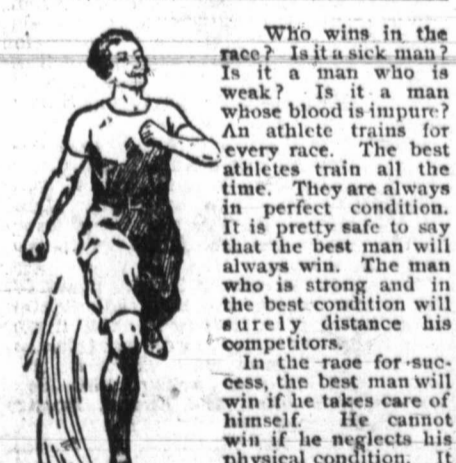 Who wins in the
race? Is it a sick man?
Is it a man who is
weak? Is it a man
whose blood is impure?
An athlete trains for
every race. The best
athletes train all the
time. They are always
in perfect condition.
It is pretty safe to say
that the best man will
always win. The man
who is strong and in
the best condition will
surely distance his
competitors.
In the race for suc-
cess, the best man will
win if he takes care of
himself. He cannot
win if he neglects his
physical condition. It